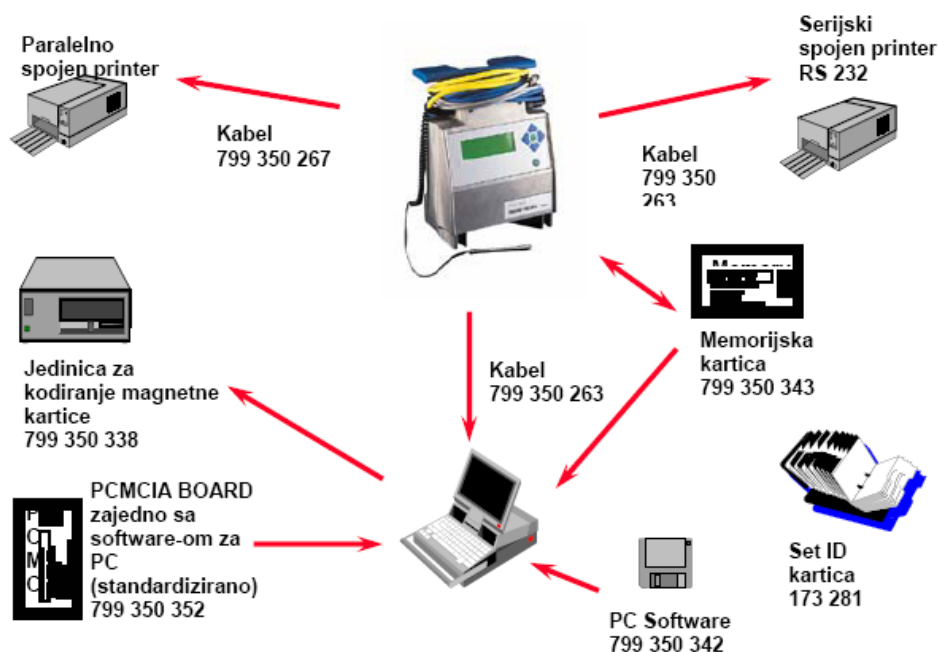 Paralelno
spojen printer
Kabel
799 350 267
Serijski
spojen printer
RS 232
Kabel
799 350
263
Memorijska
kartica
799 350 343
Jedinica za
kodiranje magnetne
kartice
799 350 338
Kabel
799 350 263
PCMCIA BOARD
zajedno sa
software-om za
PC
(standardizirano)
799 350 352
P
C
M
C
PC Software
799 350 342
Set ID
kartica
173 281